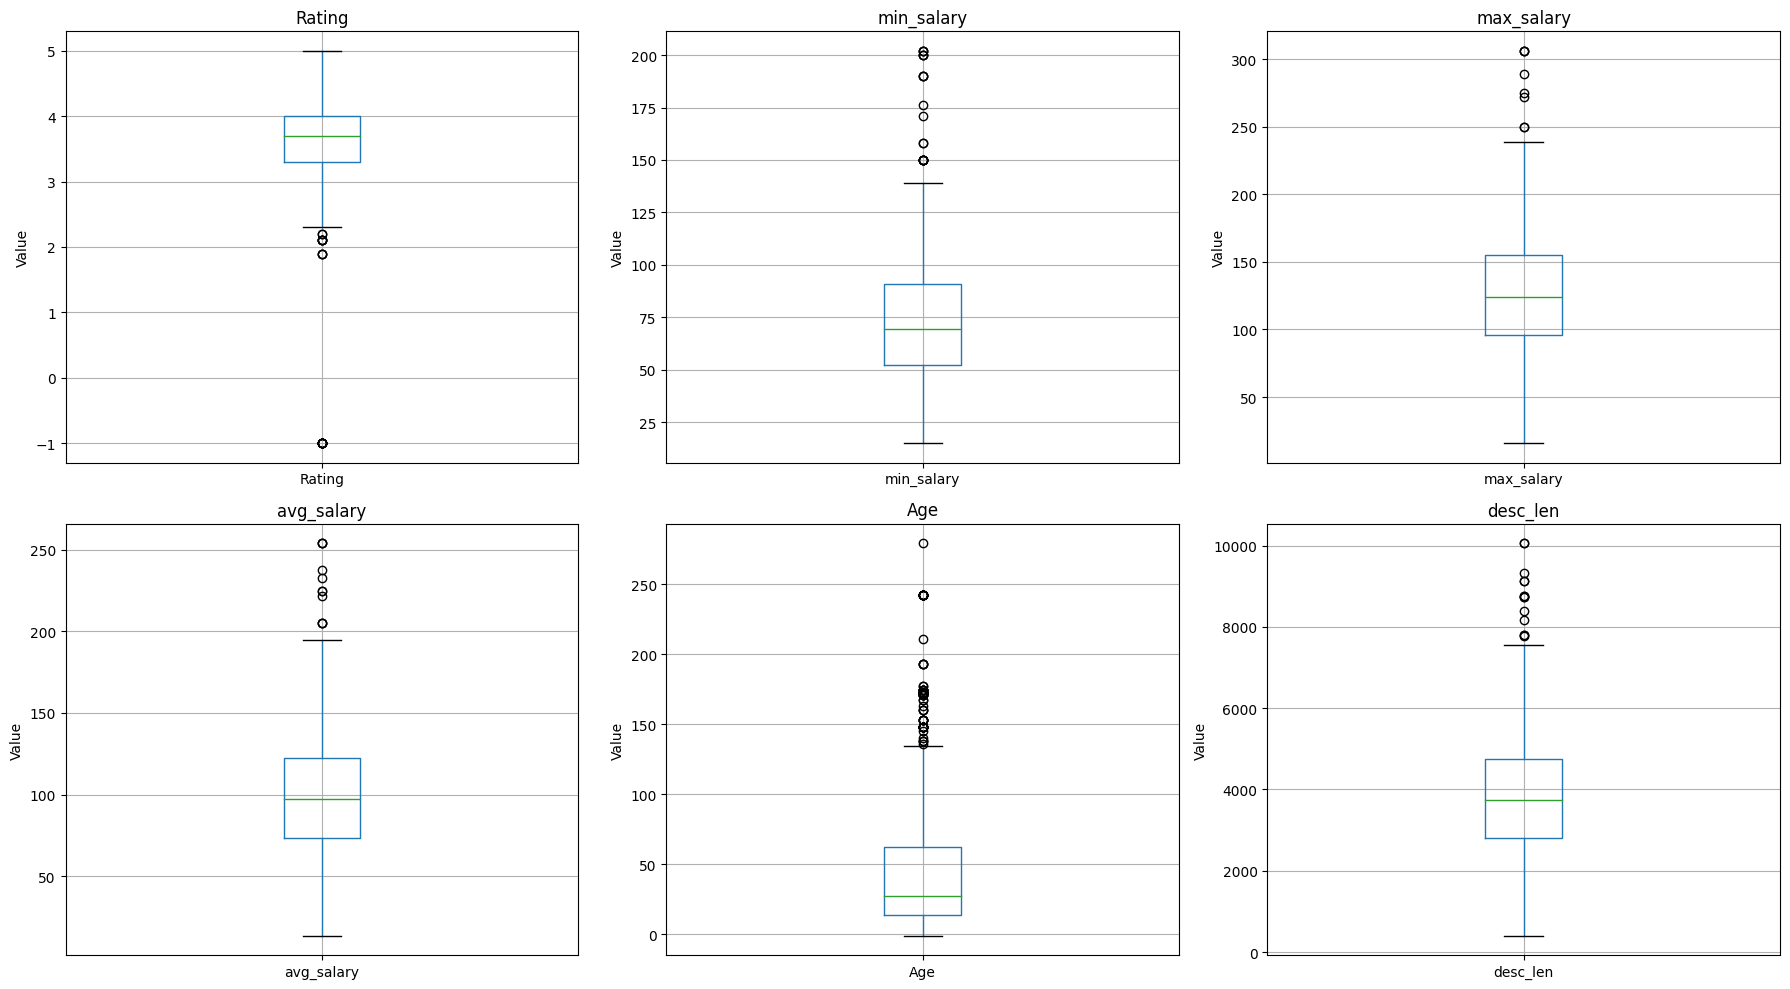 Rating
min_salary
max_salary
5
4
3
2
1
0
−1
Value
Rating
200
175
150
125
100
75
50
25
Value
min_salary
300
250
200
150
100
50
Value
max_salary
avg_salary
Age
desc_len
250
200
150
100
50
Value
avg_salary
250
200
150
100
50
0
Value
Age
10000
8000
6000
4000
2000
0
Value
desc_len